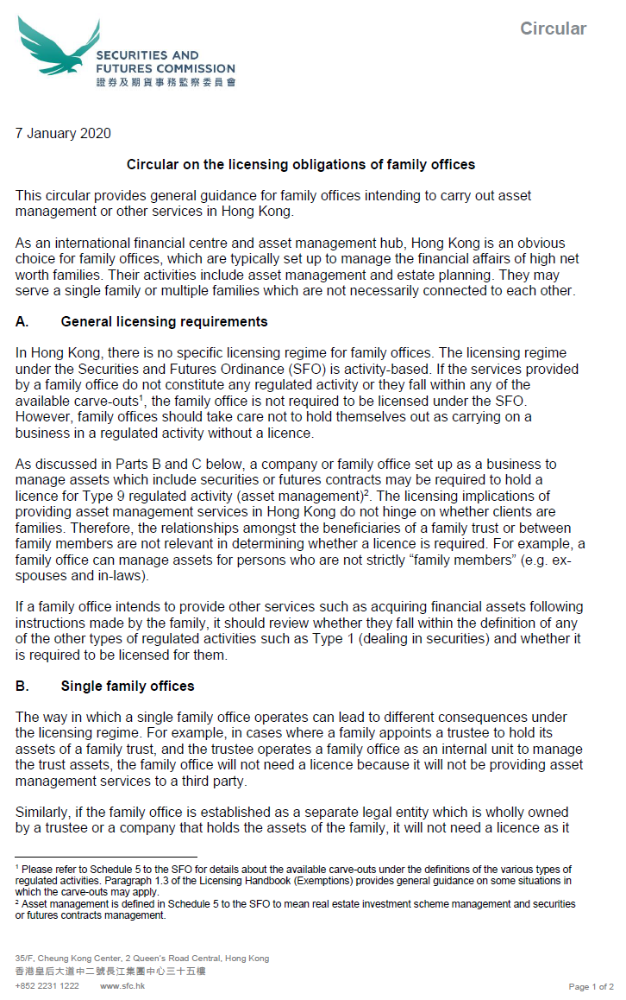 Circular
SECURITIES AND
FUTURES COMMISSION
證券及期貨事務監察委員會
7 January 2020
Circular on the licensing obligations of family offices
This circular provides general guidance for family offices intending to carry out asset
management or other services in Hong Kong.
As an international financial centre and asset management hub, Hong Kong is an obvious
choice for family offices, which are typically set up to manage the financial affairs of high net
worth families. Their activities include asset management and estate planning. They may
serve a single family or multiple families which are not necessarily connected to each other.
A. General licensing requirements
In Hong Kong, there is no specific licensing regime for family offices. The licensing regime
under the Securities and Futures Ordinance (SFO) is activity-based. If the services provided
by a family office do not constitute any regulated activity or they fall within any of the
available carve-outs¹, the family office is not required to be licensed under the SFO.
However, family offices should take care not to hold themselves out as carrying on a
business in a regulated activity without a licence.
As discussed in Parts B and C below, a company or family office set up as a business to
manage assets which include securities or futures contracts may be required to hold a
licence for Type 9 regulated activity (asset management)². The licensing implications of
providing asset management services in Hong Kong do not hinge on whether clients are
families. Therefore, the relationships amongst the beneficiaries of a family trust or between
family members are not relevant in determining whether a licence is required. For example, a
family office can manage assets for persons who are not strictly “family members” (e.g. ex-
spouses and in-laws).
If a family office intends to provide other services such as acquiring financial assets following
instructions made by the family, it should review whether they fall within the definition of any
of the other types of regulated activities such as Type 1 (dealing in securities) and whether it
is required to be licensed for them.
B. Single family offices
The way in which a single family office operates can lead to different consequences under
the licensing regime. For example, in cases where a family appoints a trustee to hold its
assets of a family trust, and the trustee operates a family office as an internal unit to manage
the trust assets, the family office will not need a licence because it will not be providing asset
management services to a third party.
Similarly, if the family office is established as a separate legal entity which is wholly owned
by a trustee or a company that holds the assets of the family, it will not need a licence as it
¹ Please refer to Schedule 5 to the SFO for details about the available carve-outs under the definitions of the various types of
regulated activities. Paragraph 1.3 of the Licensing Handbook (Exemptions) provides general guidance on some situations in
which the carve-outs may apply.
² Asset management is defined in Schedule 5 to the SFO to mean real estate investment scheme management and securities
or futures contracts management.
35/F, Cheung Kong Center, 2 Queen's Road Central, Hong Kong
香港皇后大道中二號長江集團中心三十五樓
+852 2231 1222 www.sfc.hk
Page 1 of 2